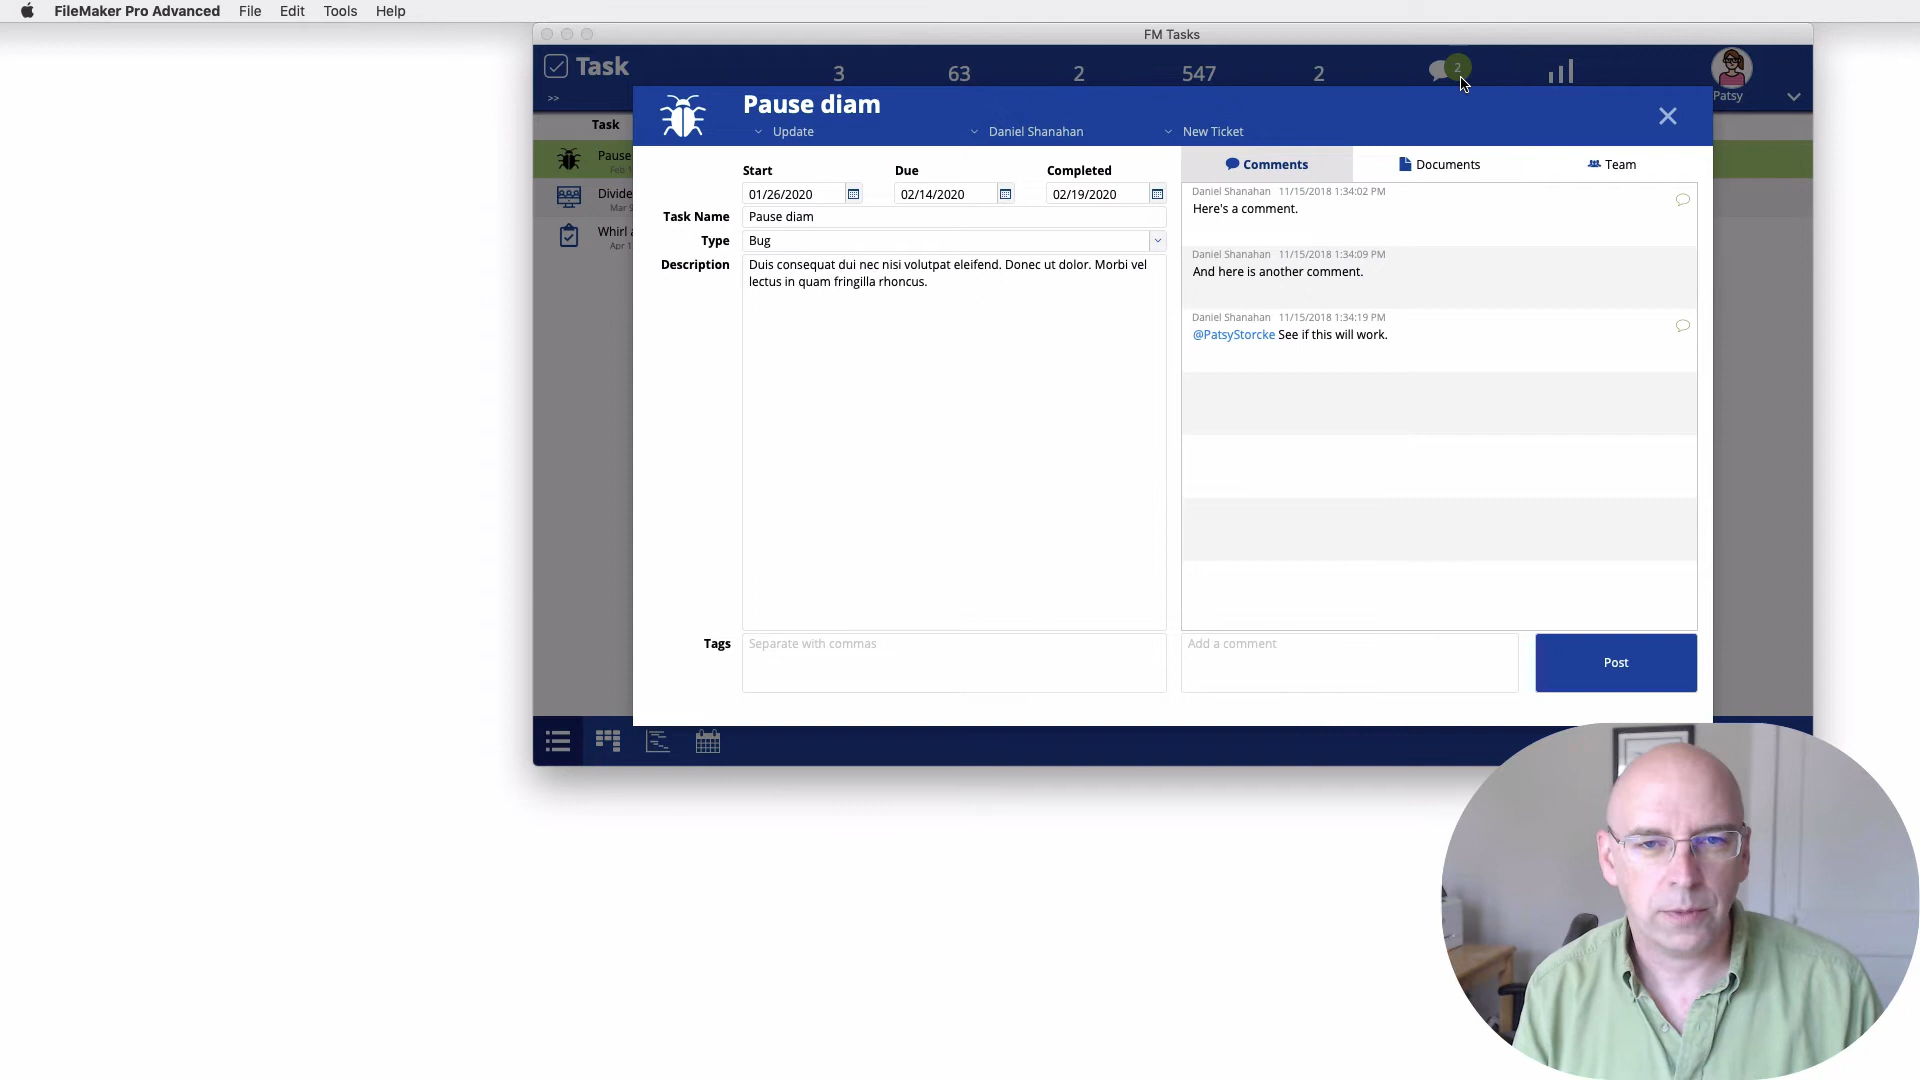 FileMaker Pro Advanced File Edit Tools Help
FM Tasks
Task 3 63 2 547 2 2
>> Patsy
Pause diam
Update Daniel Shanahan New Ticket
Task
Pause
Feb 1
Divide
Mar 9
Whirl a
Apr 1
Start Due Completed
01/26/2020 02/14/2020 02/19/2020
Task Name Pause diam
Type Bug
Description Duis consequat dui nec nisi volutpat eleifend. Donec ut dolor. Morbi vel
lectus in quam fringilla rhoncus.
Tags Separate with commas
Comments Documents Team
Daniel Shanahan 11/15/2018 1:34:02 PM
Here's a comment.
Daniel Shanahan 11/15/2018 1:34:09 PM
And here is another comment.
Daniel Shanahan 11/15/2018 1:34:19 PM
@PatsyStorcke See if this will work.
Add a comment
Post